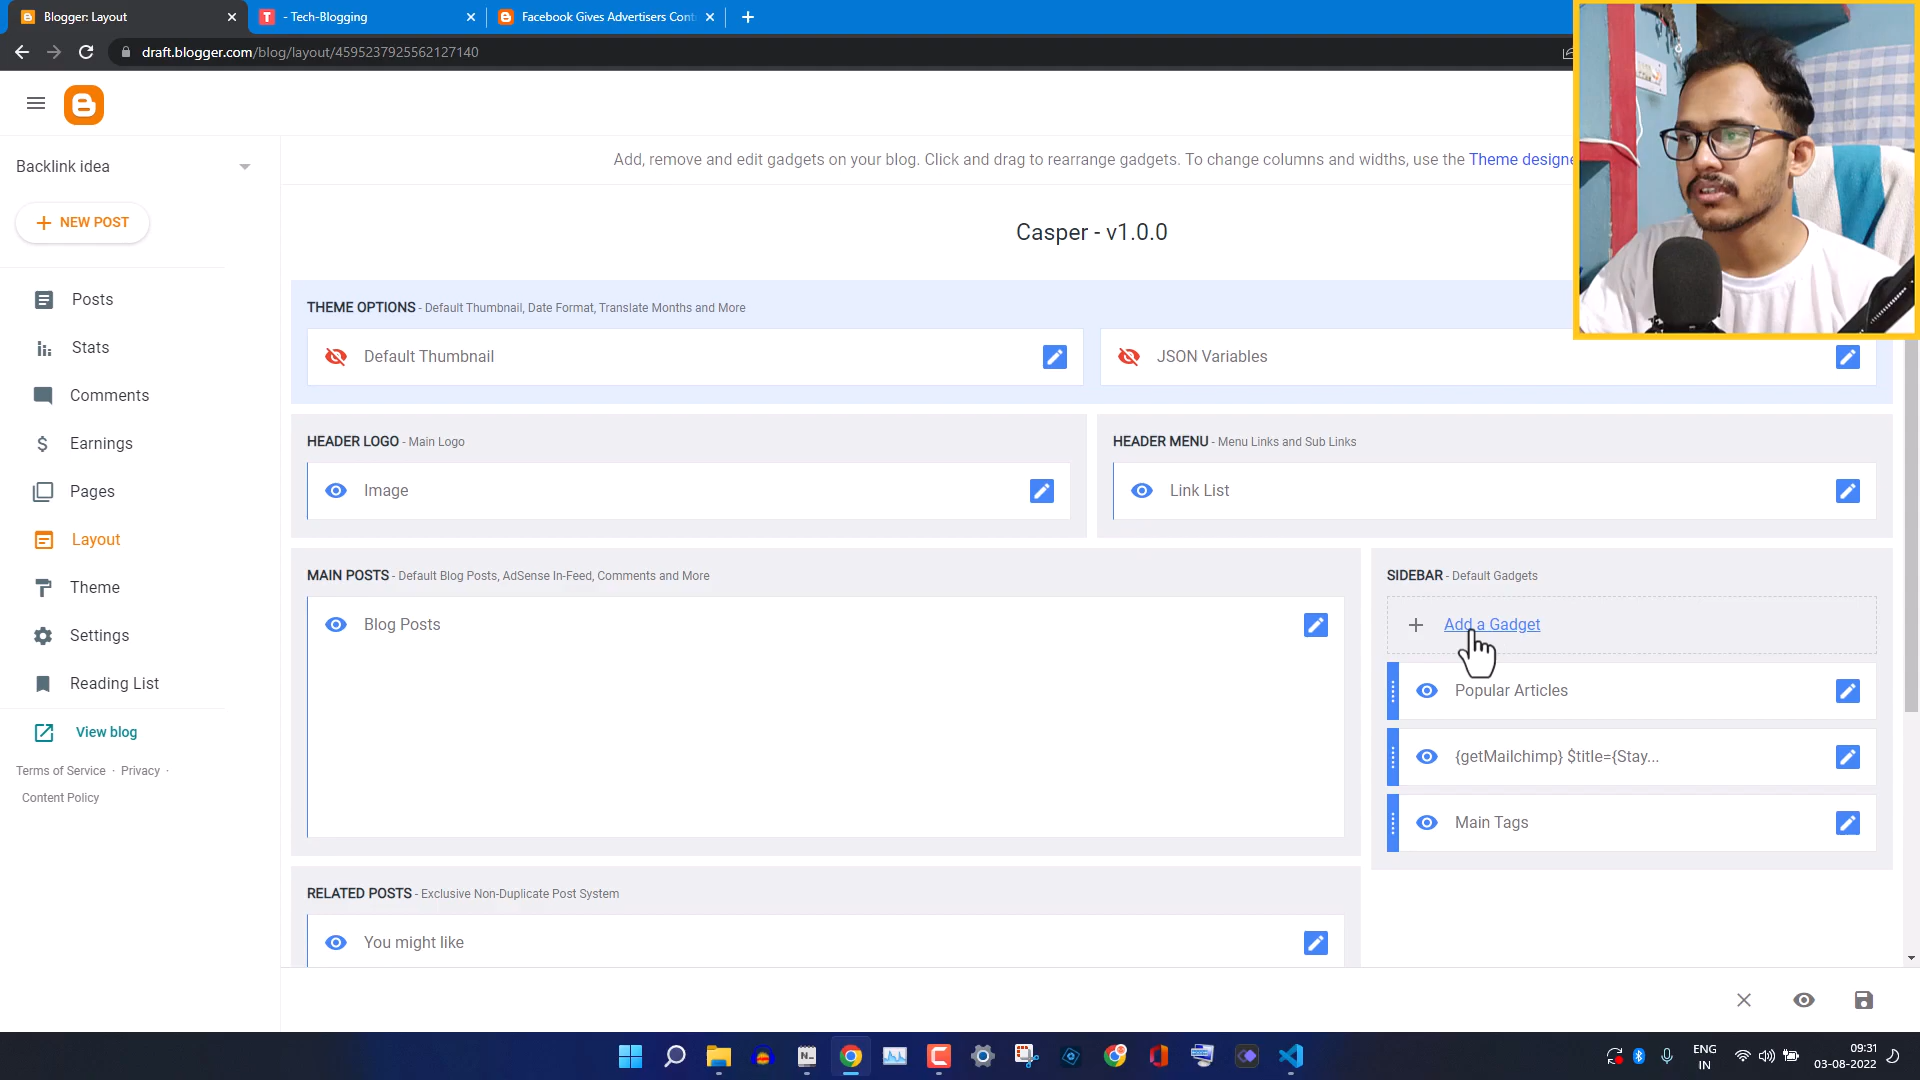 Blogger: Layout
T - Tech-Blogging
Facebook Gives Advertisers Cont
draft.blogger.com/blog/layout/4595237925562127140
Backlink idea
NEW POST
Posts
Stats
Comments
Earnings
Pages
Layout
Theme
Settings
Reading List
View blog
Terms of Service · Privacy ·
Content Policy
Add, remove and edit gadgets on your blog. Click and drag to rearrange gadgets. To change columns and widths, use the Theme designe
Casper - v1.0.0
THEME OPTIONS - Default Thumbnail, Date Format, Translate Months and More
Default Thumbnail
JSON Variables
HEADER LOGO - Main Logo
Image
HEADER MENU - Menu Links and Sub Links
Link List
MAIN POSTS - Default Blog Posts, AdSense In-Feed, Comments and More
Blog Posts
SIDEBAR - Default Gadgets
Add a Gadget
Popular Articles
{getMailchimp} $title={Stay...
Main Tags
RELATED POSTS - Exclusive Non-Duplicate Post System
You might like
ENG
IN
09:31
03-08-2022